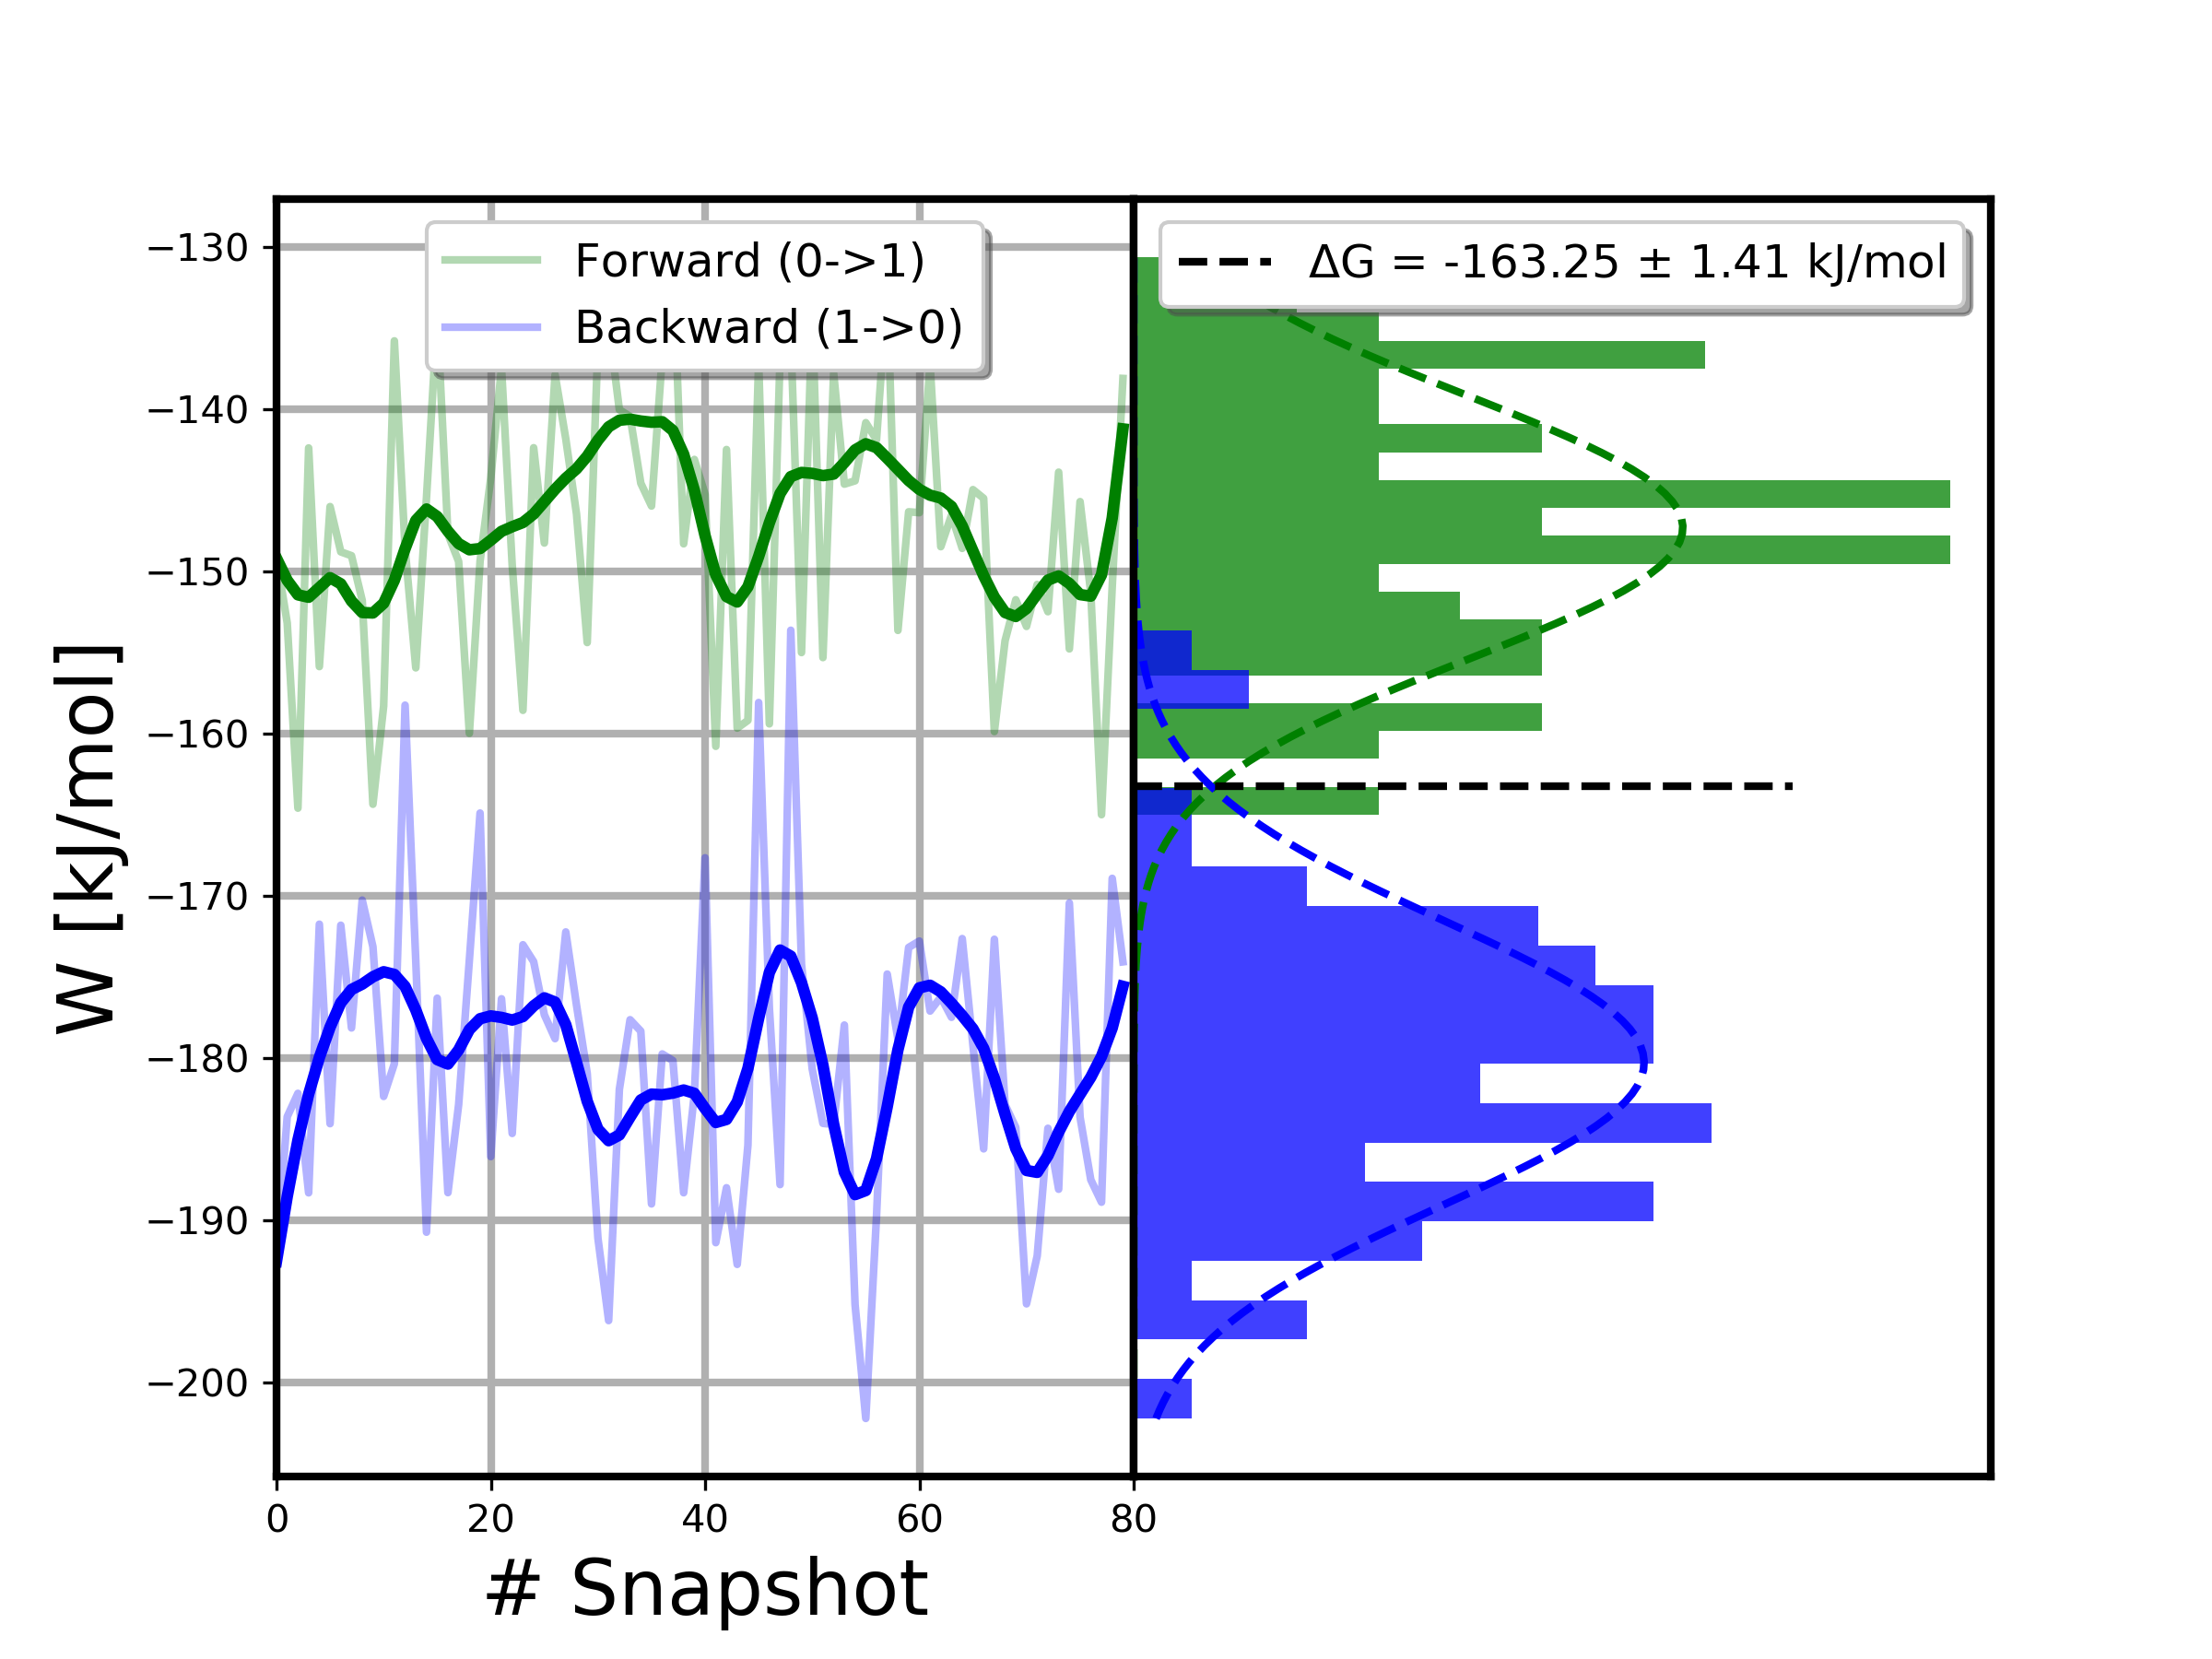 Forward (0->1)
Backward (1->0)
ΔG = -163.25 ± 1.41 kJ/mol
W [kJ/mol]
−130
−140
−150
−160
−170
−180
−190
−200
0 20 40 60 80
# Snapshot